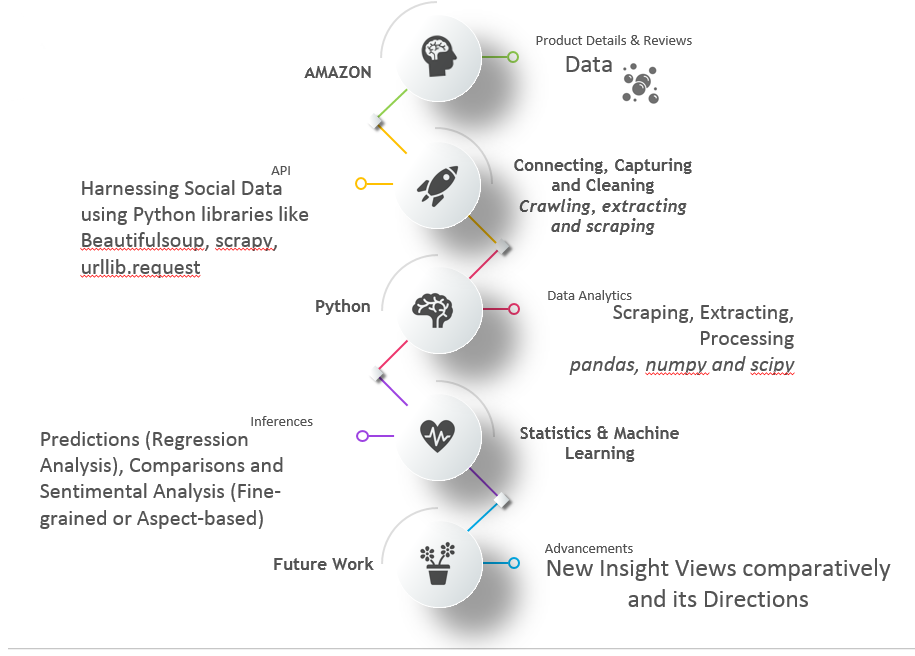 AMAZON
Product Details & Reviews
Data
API
Harnessing Social Data
using Python libraries like
Beautifulsoup, scrapy,
urllib.request
Connecting, Capturing
and Cleaning
Crawling, extracting
and scraping
Python
Data Analytics
Scraping, Extracting,
Processing
pandas, numpy and scipy
Inferences
Predictions (Regression
Analysis), Comparisons and
Sentimental Analysis (Fine-
grained or Aspect-based)
Statistics & Machine
Learning
Future Work
Advancements
New Insight Views comparatively
and its Directions